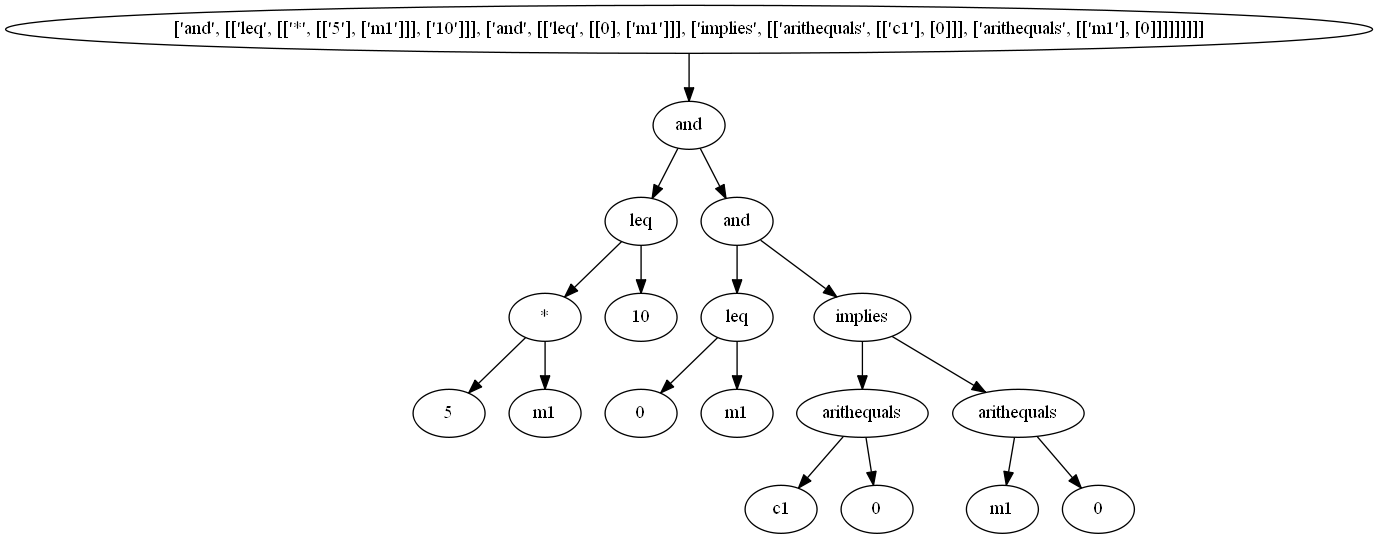 ['and', [['leq', [['*', [['5'], ['m1']]], ['10']]], ['and', [['leq', [[0], ['m1']]], ['implies', [['arithequals', [['c1'], [0]]], ['arithequals', [['m1'], [0]]]]]]]]]
and
leq
and
*
10
leq
implies
5
m1
0
m1
arithequals
arithequals
c1
0
m1
0